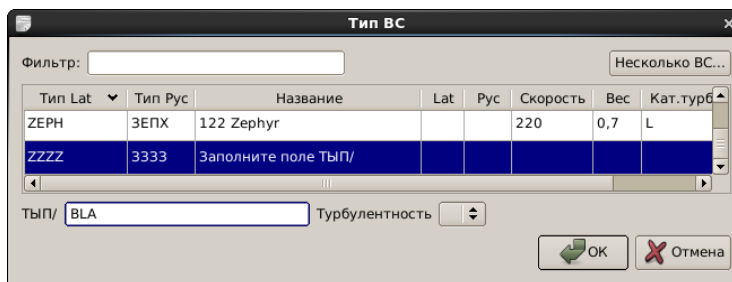 Тип ВС
Фильтр: Несколько ВС...
Тип Lat Тип Рус Название Lat Рус Скорость Вес Кат.турб
ZEPH ЗЕПХ 122 Zephyr 220 0,7 L
ZZZZ ЗЗЗЗ Заполните поле ТЫП/
ТЫП/ BLA Турбулентность
ОК Отмена